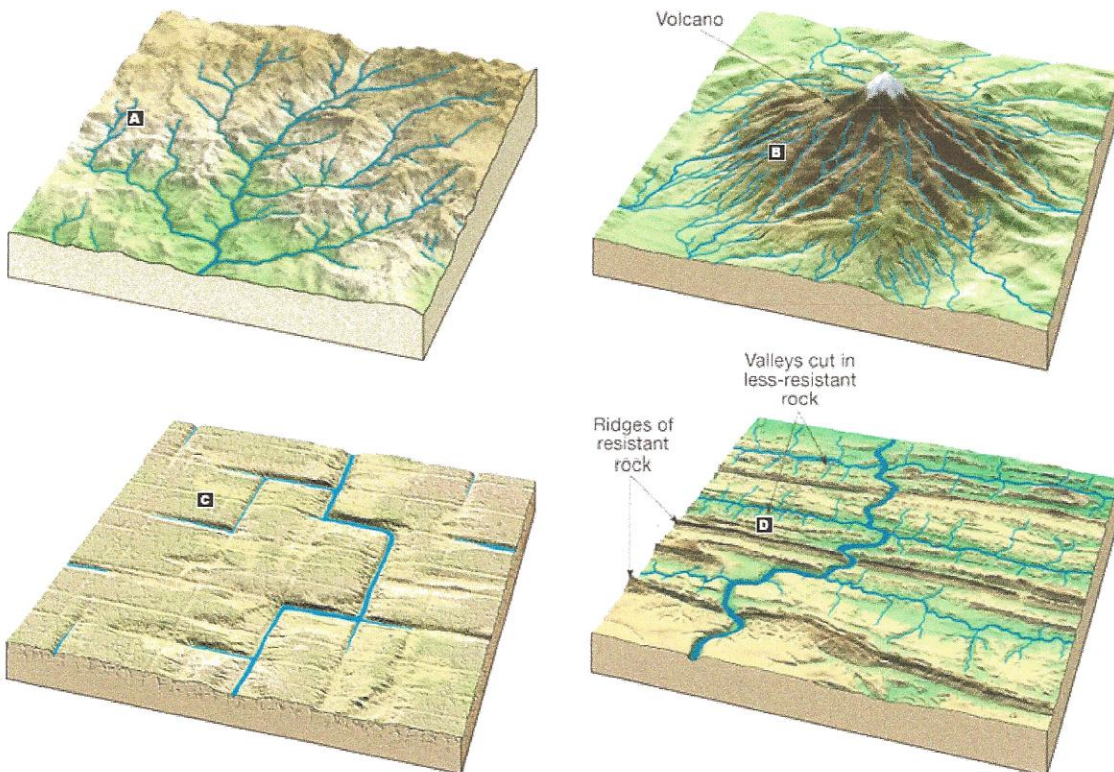 A
Volcano
B
C
Ridges of
resistant
rock
Valleys cut in
less-resistant
rock
D